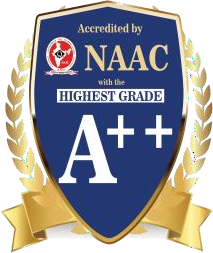 Accredited by
NAAC
with the
HIGHEST GRADE
A++